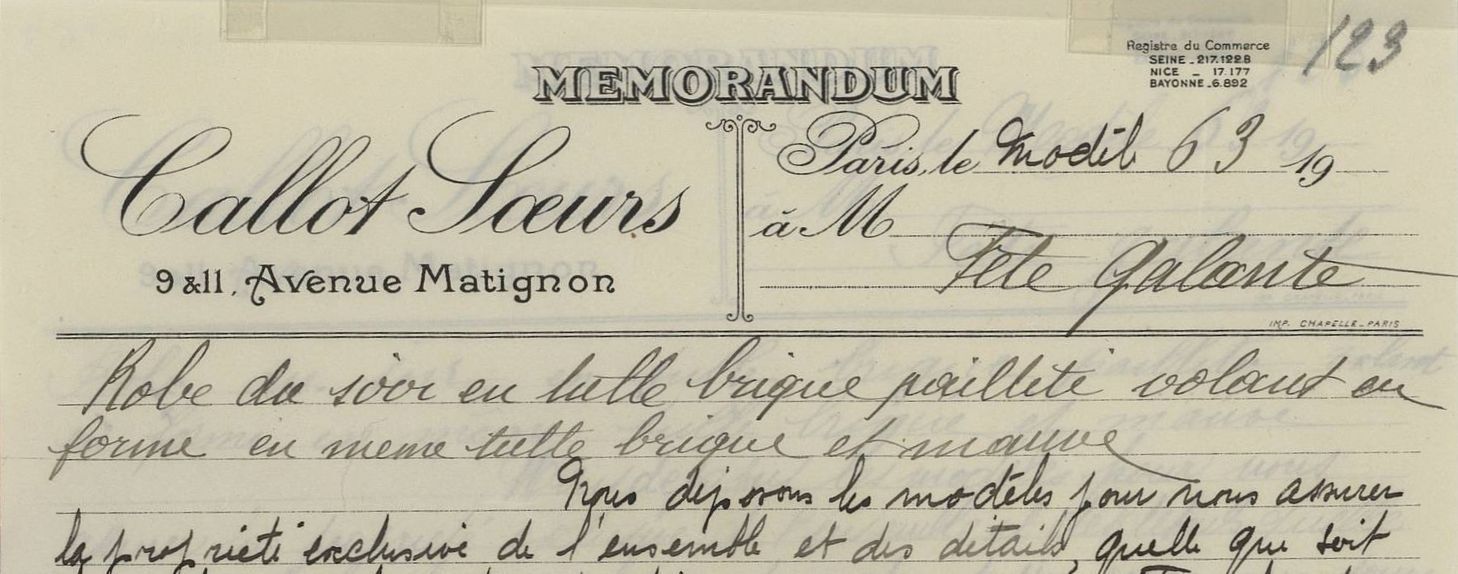 123
Registre du Commerce
SEINE - 217.122 B
NICE - 17.177
BAYONNE - 6.892
MEMORANDUM
Callot Sœurs
9 & 11, Avenue Matignon
Paris, le Modèle 63 19
à M
Fête Galante
IMP. CHAPELLE - PARIS
Robe du soir en tulle brique pailleté volant en
forme en meme tulle brique et mauve
Nous déposons les modèles pour nous assurer
la propriété exclusive de l'ensemble et des détails, quelle que soit